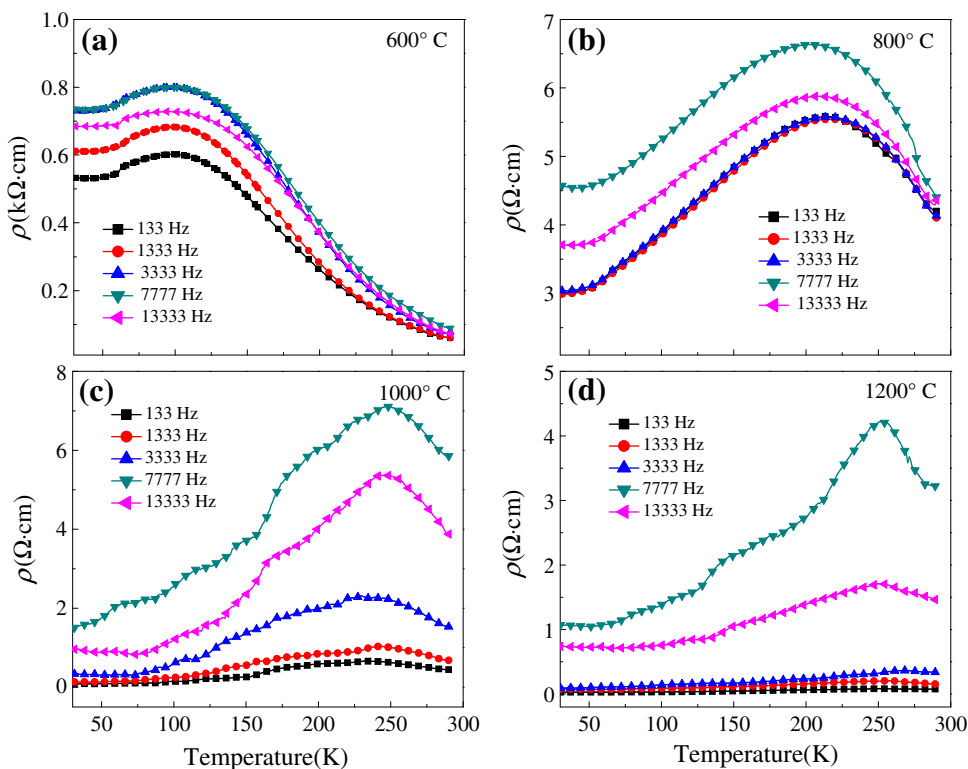 (a)
600° C
1.0
0.8
0.6
0.4
0.2
ρ(kΩ·cm)
133 Hz
1333 Hz
3333 Hz
7777 Hz
13333 Hz
(b)
800° C
7
6
5
4
3
ρ(Ω·cm)
133 Hz
1333 Hz
3333 Hz
7777 Hz
13333 Hz
(c)
1000° C
8
6
4
2
0
ρ(Ω·cm)
133 Hz
1333 Hz
3333 Hz
7777 Hz
13333 Hz
50 100 150 200 250 300
Temperature(K)
(d)
1200° C
5
4
3
2
1
0
ρ(Ω·cm)
133 Hz
1333 Hz
3333 Hz
7777 Hz
13333 Hz
50 100 150 200 250 300
Temperature(K)